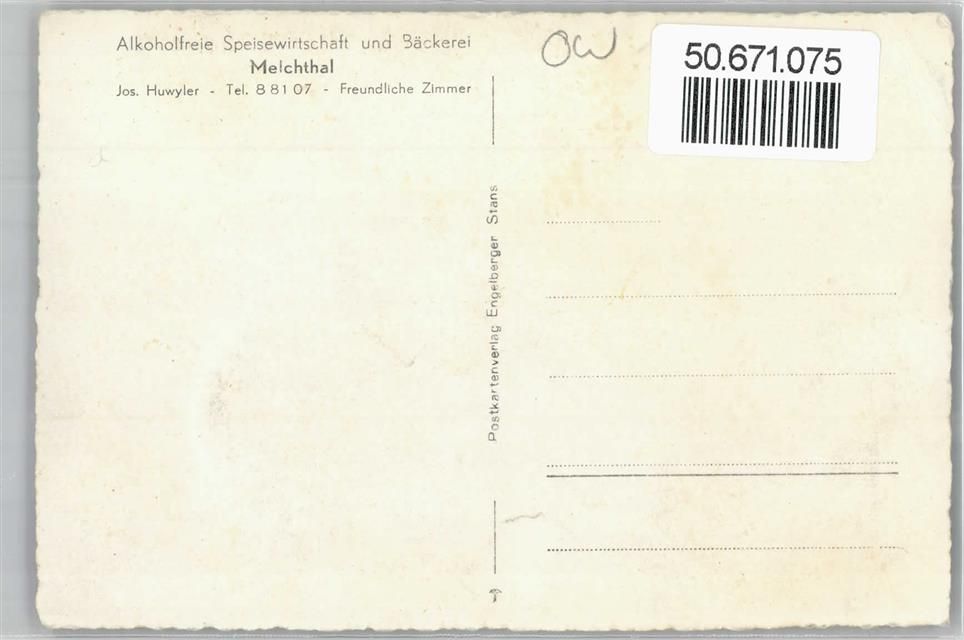 Alkoholfreie Speisewirtschaft und Bäckerei
Melchthal
Jos. Huwyler - Tel. 8 81 07 - Freundliche Zimmer
OW
50.671.075
Postkartenverlag Engelberger Stans